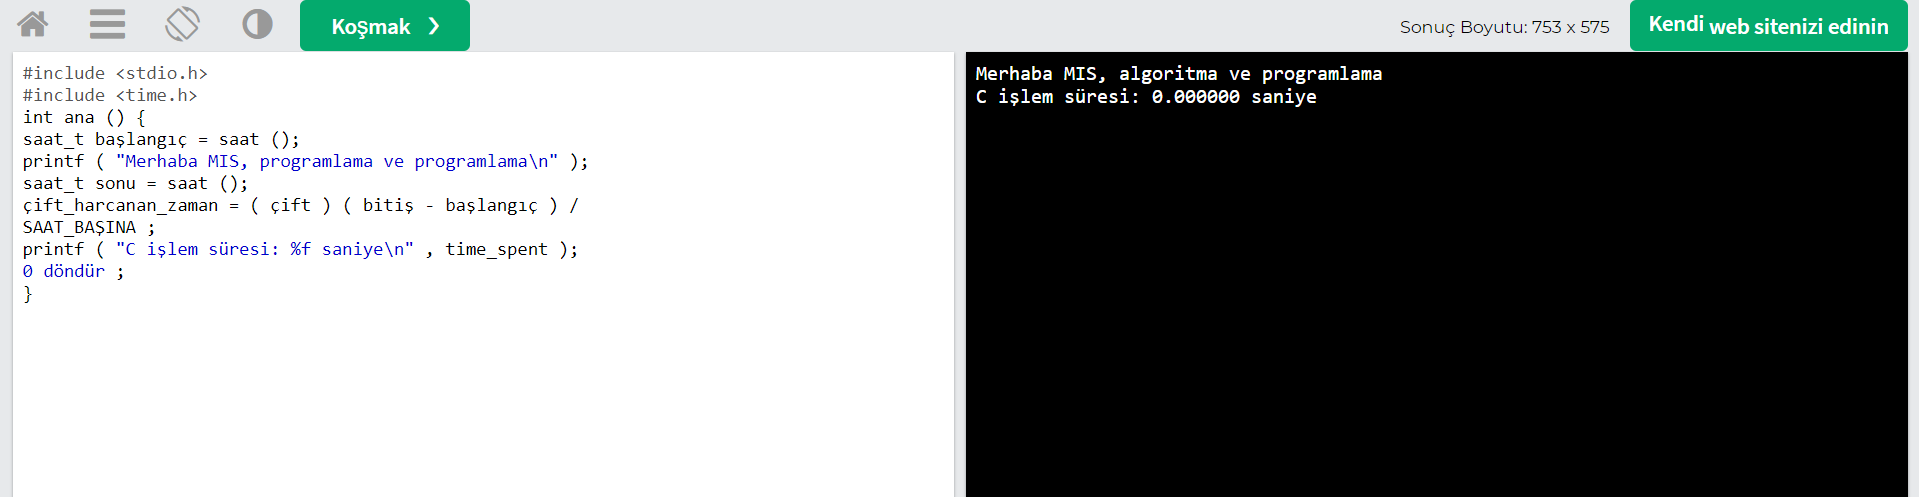 Koşmak ❯
Sonuç Boyutu: 753 x 575
Kendi web sitenizi edinin
#include <stdio.h>
#include <time.h>
int ana () {
saat_t başlangıç = saat ();
printf ( "Merhaba MIS, programlama ve programlama\n" );
saat_t sonu = saat ();
çift_harcanan_zaman = ( çift ) ( bitiş - başlangıç ) /
SAAT_BAŞINA ;
printf ( "C işlem süresi: %f saniye\n" , time_spent );
0 döndür ;
}
Merhaba MIS, algoritma ve programlama
C işlem süresi: 0.000000 saniye